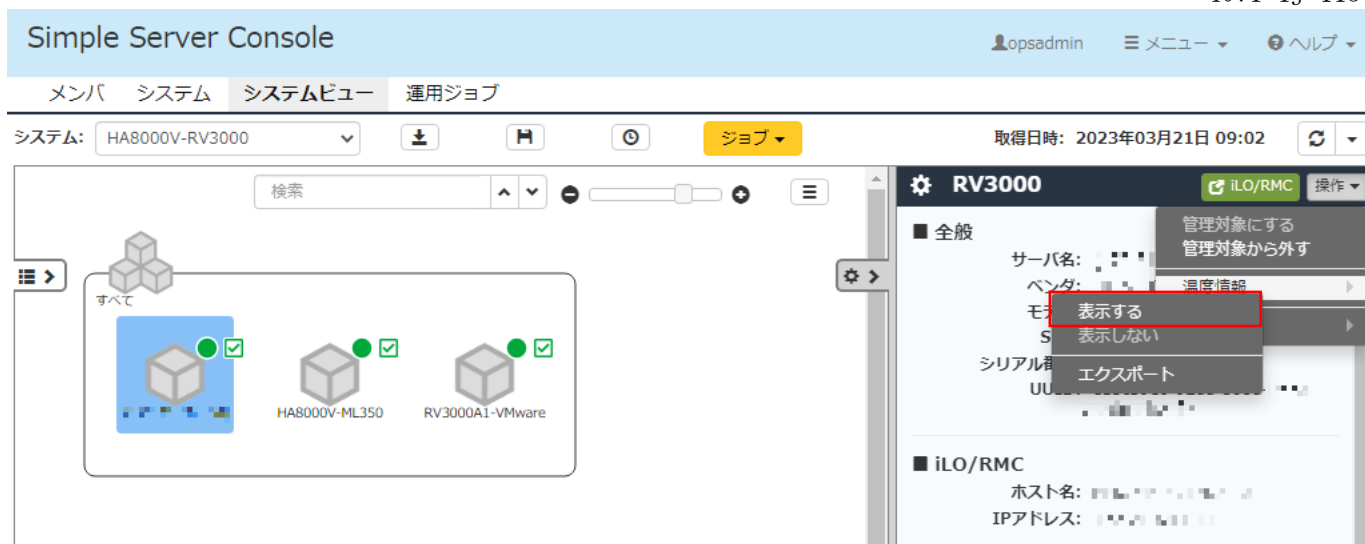 Simple Server Console
opsadmin メニュー ヘルプ
メンバ システム システムビュー 運用ジョブ
システム: HA8000V-RV3000 ジョブ 取得日時: 2023年03月21日 09:02
検索
すべて
HA8000V-ML350
RV3000A1-VMware
RV3000 iLO/RMC 操作
管理対象にする
管理対象から外す
温度情報
表示する
表示しない
エクスポート
■ 全般
サーバ名:
ベンダ:
シリアル
■ iLO/RMC
ホスト名:
IPアドレス: